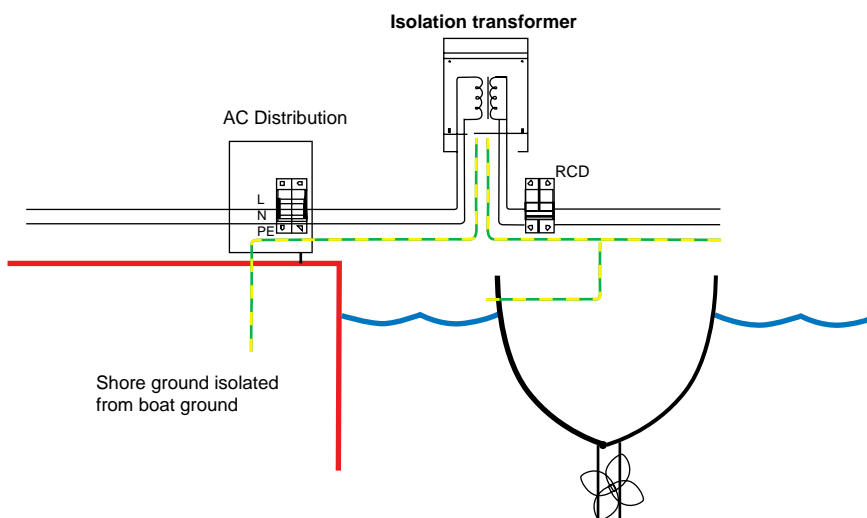 Isolation transformer
AC Distribution
RCD
L
N
PE
Shore ground isolated
from boat ground